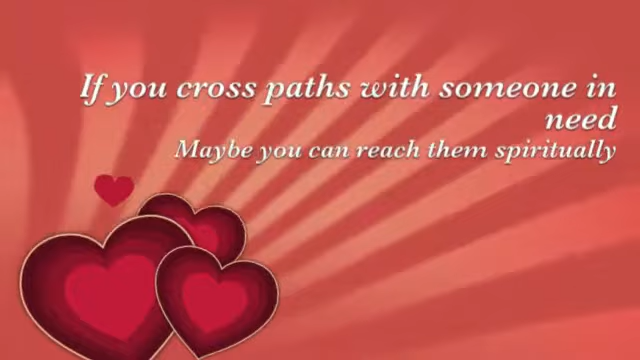 If you cross paths with someone in
need
Maybe you can reach them spiritually